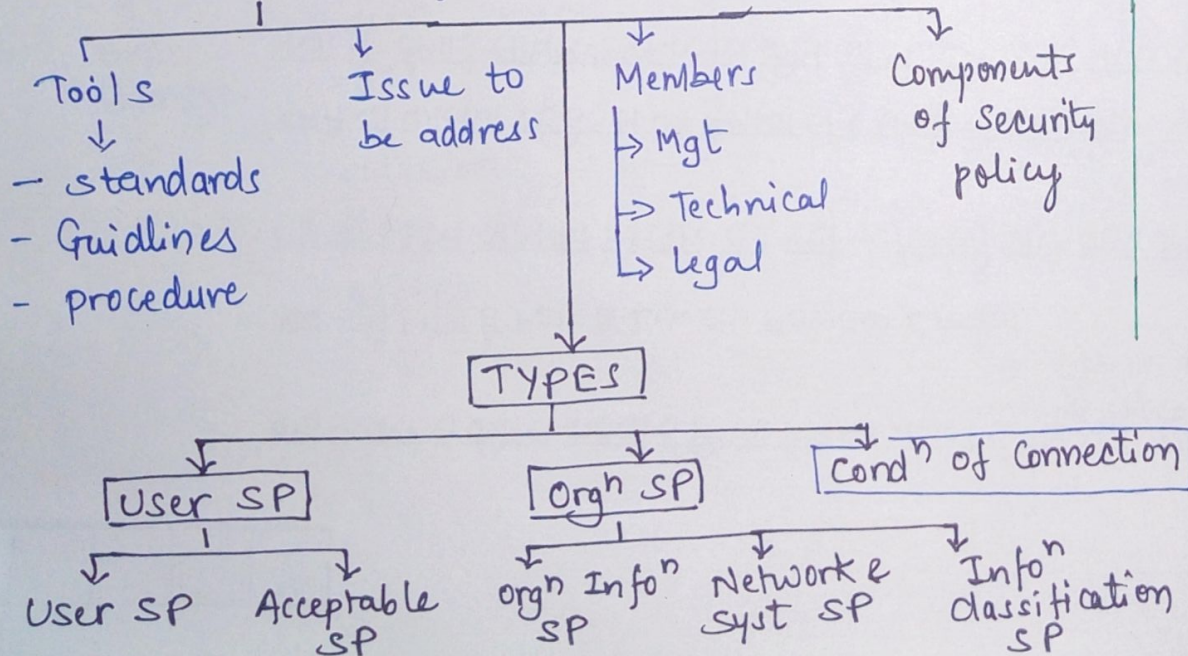 Tools
↓
- standards
- Guidlines
- procedure
Issue to
be address
Members
→ Mgt
→ Technical
→ legal
Components
of security
policy
TYPES
User SP
Orgⁿ SP
Condⁿ of Connection
User SP
Acceptable
SP
Orgⁿ Infoⁿ
SP
Network &
Syst SP
Infoⁿ
classification
SP